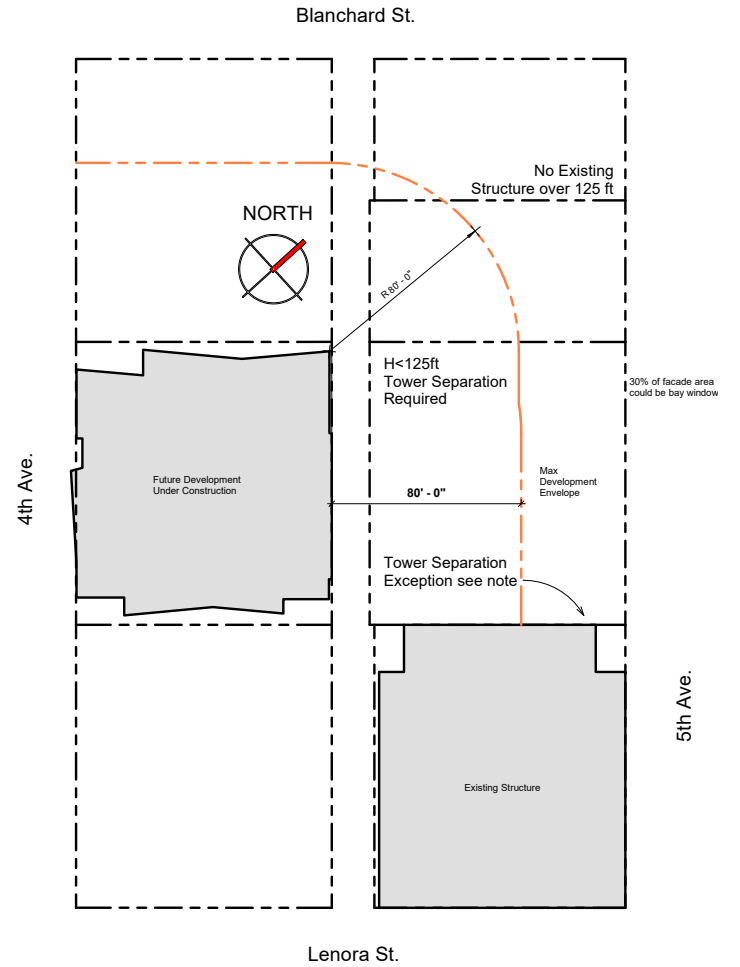 Blanchard St.
No Existing
Structure over 125 ft
NORTH
R 80' - 0"
H<125ft
Tower Separation
Required
30% of facade area
could be bay window
4th Ave.
Future Development
Under Construction
80' - 0"
Max
Development
Envelope
Tower Separation
Exception see note
5th Ave.
Existing Structure
Lenora St.